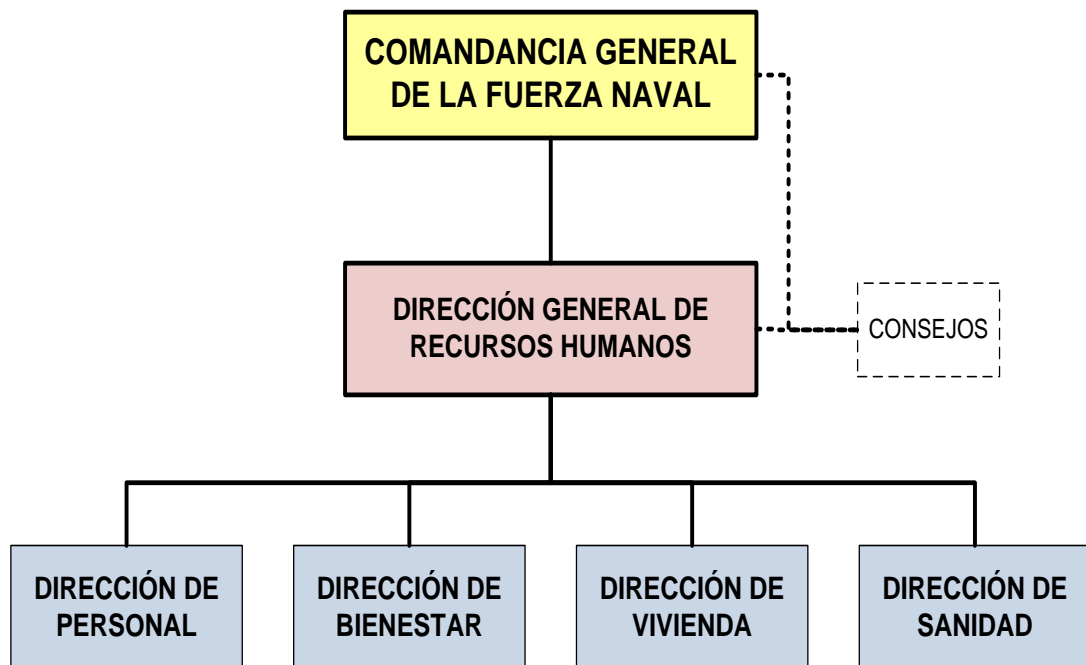 COMANDANCIA GENERAL
DE LA FUERZA NAVAL
DIRECCIÓN GENERAL DE
RECURSOS HUMANOS
CONSEJOS
DIRECCIÓN DE
PERSONAL
DIRECCIÓN DE
BIENESTAR
DIRECCIÓN DE
VIVIENDA
DIRECCIÓN DE
SANIDAD